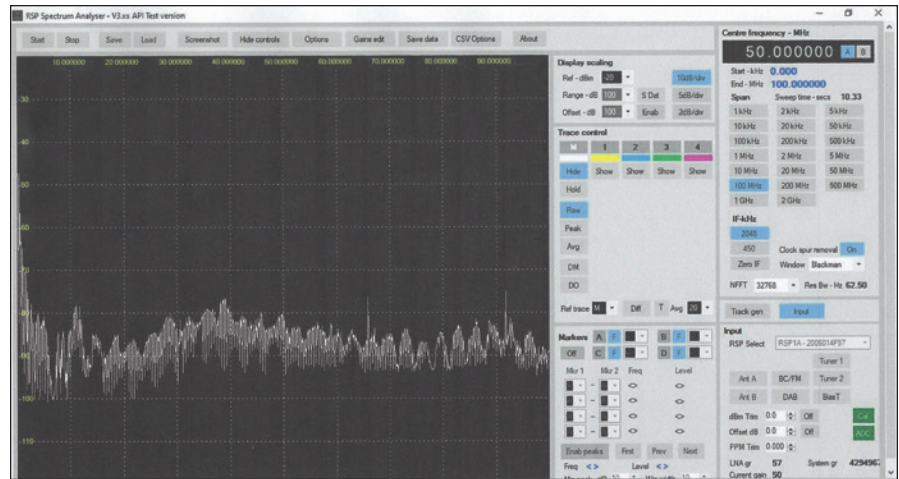 RSP Spectrum Analyser - V3.xx API Test version
Start Stop Save Load Screenshot Hide controls Options Gains edit Save data CSV Options About
10.000000 20.000000 30.000000 40.000000 50.000000 60.000000 70.000000 80.000000 90.000000
-30
-40
-50
-60
-70
-80
-90
-100
-110
Display scaling
Ref - dBm -20 10dB/div
Range - dB 100 S Det 5dB/div
Offset - dB 100 Enab 2dB/div
Trace control
M 1 2 3 4
Hide Show Show Show Show
Hold
Raw
Peak
Avg
DM
DO
Ref trace M Diff T Avg 20
Markers A F B F
Off C F D F
Mkr 1 Mkr 2 Freq Level
- <> <>
- <> <>
- <> <>
- <> <>
Enab peaks First Prev Next
Freq <> Level <>
Centre frequency - MHz
50.000000 A B
Start - kHz 0.000
End - MHz 100.000000
Span Sweep time - secs 10.33
1 kHz 2 kHz 5 kHz
10 kHz 20 kHz 50 kHz
100 kHz 200 kHz 500 kHz
1 MHz 2 MHz 5 MHz
10 MHz 20 MHz 50 MHz
100 MHz 200 MHz 500 MHz
1 GHz 2 GHz
IF-kHz
2048
450 Clock spur removal On
Zero IF Window Blackman
NFFT 32768 Res Bw - Hz 62.50
Track gen Input
Input
RSP Select RSP1A - 2006014F97
Tuner 1
Ant A BC/FM Tuner 2
Ant B DAB BiasT
dBm Trim 0.0 Off Cal
Offset dB 0.0 Off ADC
PPM Trim 0.000
LNA gr 57 System gr 4294967
Current gain 50